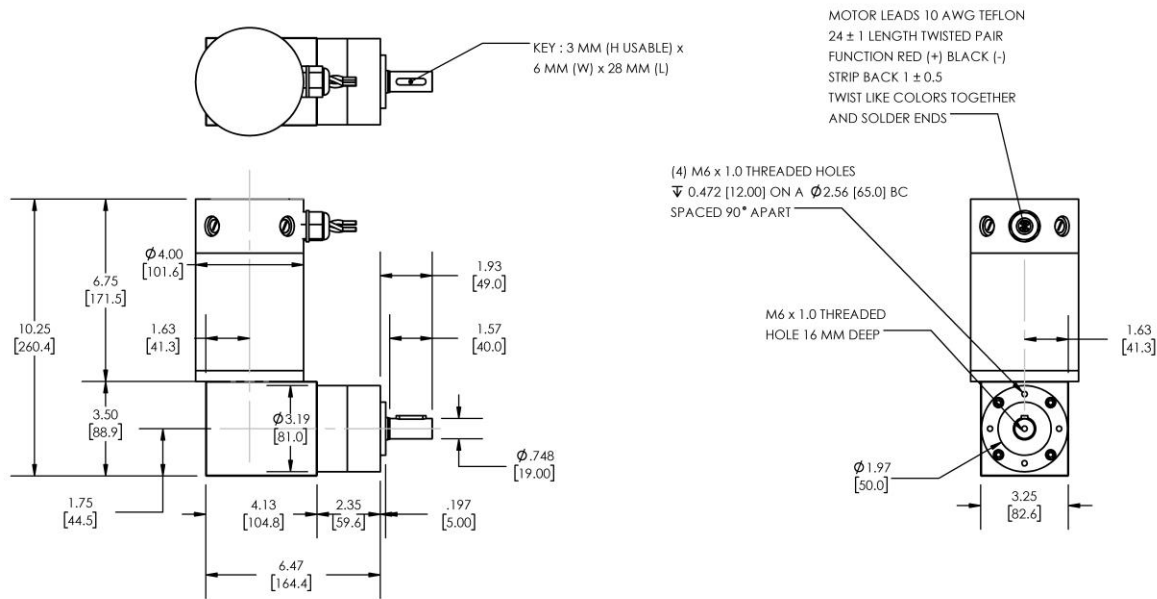 KEY : 3 MM (H USABLE) x
6 MM (W) x 28 MM (L)
MOTOR LEADS 10 AWG TEFLON
24 ± 1 LENGTH TWISTED PAIR
FUNCTION RED (+) BLACK (-)
STRIP BACK 1 ± 0.5
TWIST LIKE COLORS TOGETHER
AND SOLDER ENDS
(4) M6 x 1.0 THREADED HOLES
↧ 0.472 [12.00] ON A Ø2.56 [65.0] BC
SPACED 90° APART
M6 x 1.0 THREADED
HOLE 16 MM DEEP
Ø4.00
[101.6]
6.75
[171.5]
10.25
[260.4]
1.63
[41.3]
1.93
[49.0]
1.57
[40.0]
3.50
[88.9]
Ø3.19
[81.0]
Ø.748
[19.00]
1.75
[44.5]
4.13
[104.8]
2.35
[59.6]
.197
[5.00]
6.47
[164.4]
1.63
[41.3]
Ø1.97
[50.0]
3.25
[82.6]